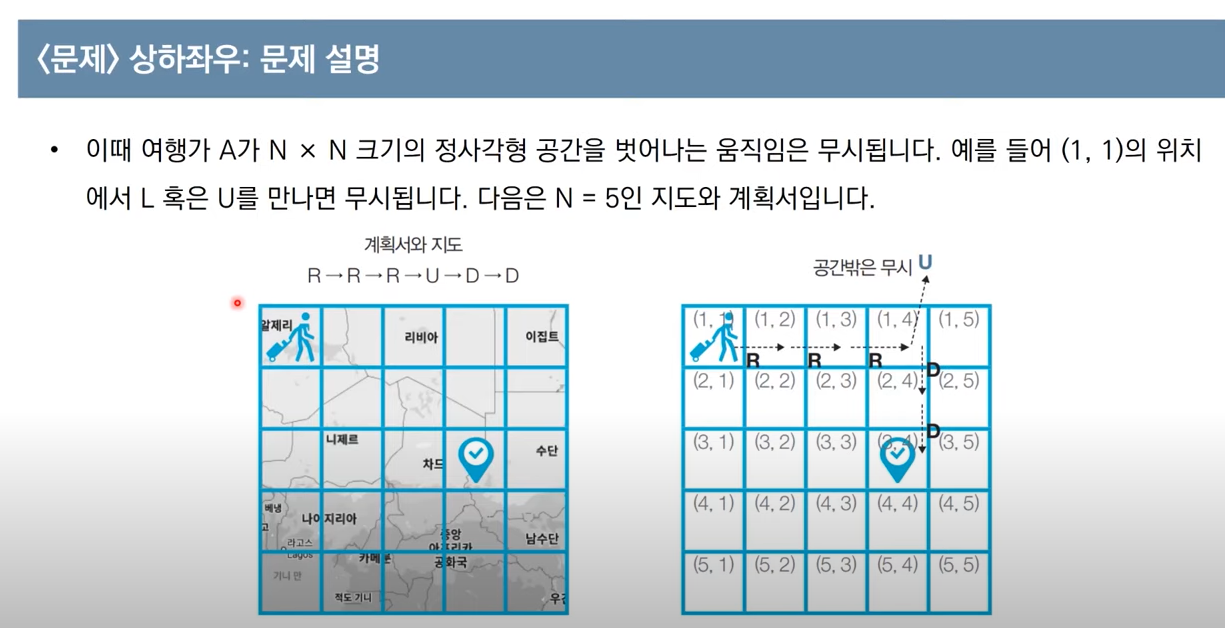 <문제> 상하좌우: 문제 설명
• 이때 여행가 A가 N × N 크기의 정사각형 공간을 벗어나는 움직임은 무시됩니다. 예를 들어 (1, 1)의 위치
에서 L 혹은 U를 만나면 무시됩니다. 다음은 N = 5인 지도와 계획서입니다.
계획서와 지도
R→R→R→U→D→D
알제리
리비아
이집트
니제르
차드
수단
베냉
나이지리아
라고스
Lagos
중앙
아프리카
공화국
남수단
카메룬
기니 만
적도 기니
공간밖은 무시 U
(1, 1) (1, 2) (1, 3) (1, 4) (1, 5)
R R R D
(2, 1) (2, 2) (2, 3) (2, 4) (2, 5)
D
(3, 1) (3, 2) (3, 3) (3, 4) (3, 5)
(4, 1) (4, 2) (4, 3) (4, 4) (4, 5)
(5, 1) (5, 2) (5, 3) (5, 4) (5, 5)